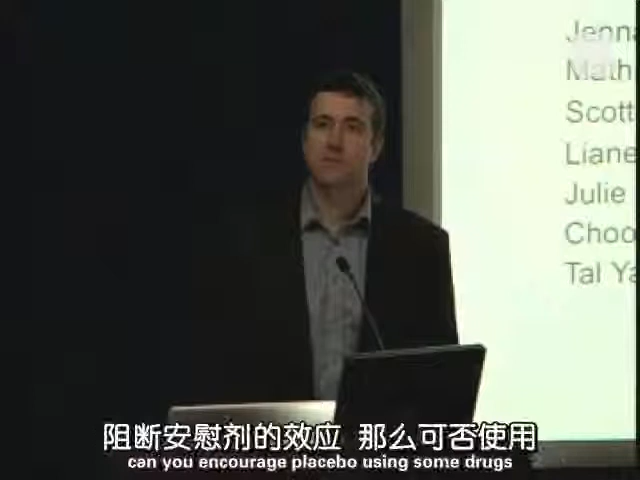 Jenna
Math
Scott
Liane
Julie
Choo
Tal Ya
阻断安慰剂的效应 那么可否使用
can you encourage placebo using some drugs